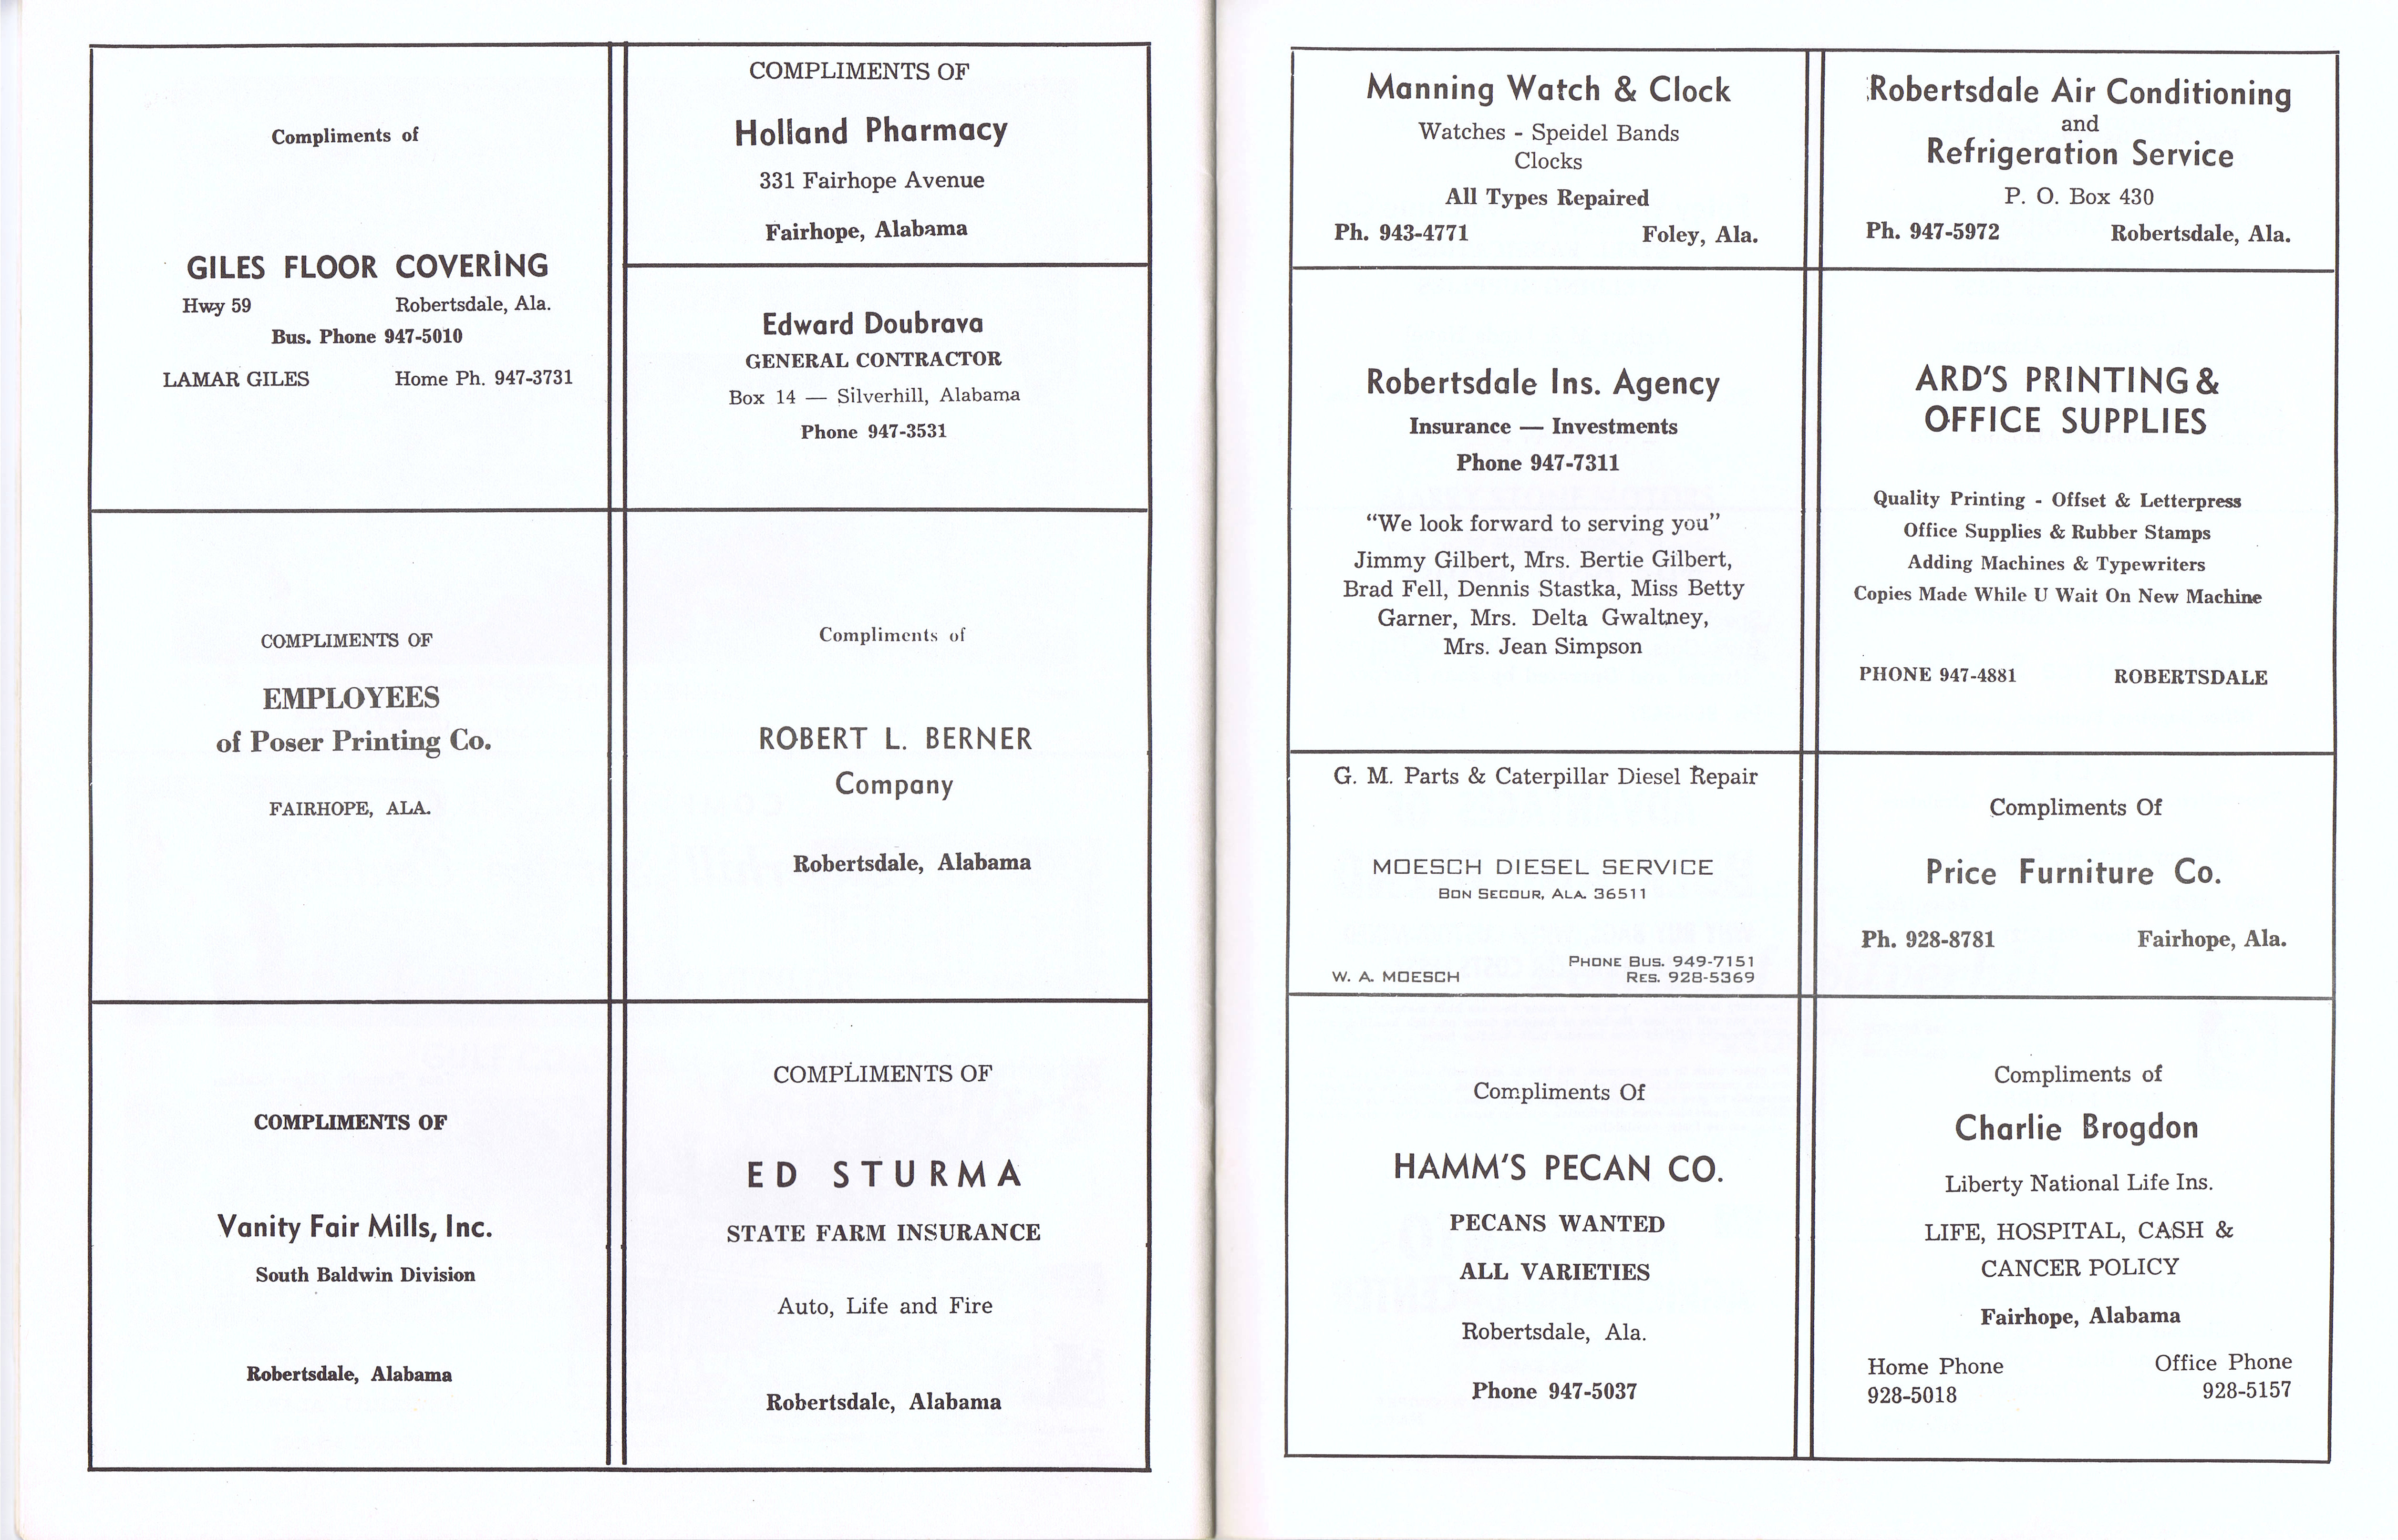 Compliments of
GILES FLOOR COVERING
Hwy 59 Robertsdale, Ala.
Bus. Phone 947-5010
LAMAR GILES Home Ph. 947-3731
COMPLIMENTS OF
EMPLOYEES
of Poser Printing Co.
FAIRHOPE, ALA.
COMPLIMENTS OF
Vanity Fair Mills, Inc.
South Baldwin Division
Robertsdale, Alabama
COMPLIMENTS OF
Holland Pharmacy
331 Fairhope Avenue
Fairhope, Alabama
Edward Doubrava
GENERAL CONTRACTOR
Box 14 — Silverhill, Alabama
Phone 947-3531
Compliments of
ROBERT L. BERNER
Company
Robertsdale, Alabama
COMPLIMENTS OF
ED STURMA
STATE FARM INSURANCE
Auto, Life and Fire
Robertsdale, Alabama
Manning Watch & Clock
Watches - Speidel Bands
Clocks
All Types Repaired
Ph. 943-4771 Foley, Ala.
Robertsdale Ins. Agency
Insurance — Investments
Phone 947-7311
“We look forward to serving you”
Jimmy Gilbert, Mrs. Bertie Gilbert,
Brad Fell, Dennis Stastka, Miss Betty
Garner, Mrs. Delta Gwaltney,
Mrs. Jean Simpson
G. M. Parts & Caterpillar Diesel Repair
MOESCH DIESEL SERVICE
BON SECOUR, ALA. 36511
PHONE BUS. 949-7151
W. A. MOESCH RES. 928-5369
Compliments Of
HAMM'S PECAN CO.
PECANS WANTED
ALL VARIETIES
Robertsdale, Ala.
Phone 947-5037
Robertsdale Air Conditioning
and
Refrigeration Service
P. O. Box 430
Ph. 947-5972 Robertsdale, Ala.
ARD'S PRINTING &
OFFICE SUPPLIES
Quality Printing - Offset & Letterpress
Office Supplies & Rubber Stamps
Adding Machines & Typewriters
Copies Made While U Wait On New Machine
PHONE 947-4881 ROBERTSDALE
Compliments Of
Price Furniture Co.
Ph. 928-8781 Fairhope, Ala.
Compliments of
Charlie Brogdon
Liberty National Life Ins.
LIFE, HOSPITAL, CASH &
CANCER POLICY
Fairhope, Alabama
Home Phone Office Phone
928-5018 928-5157